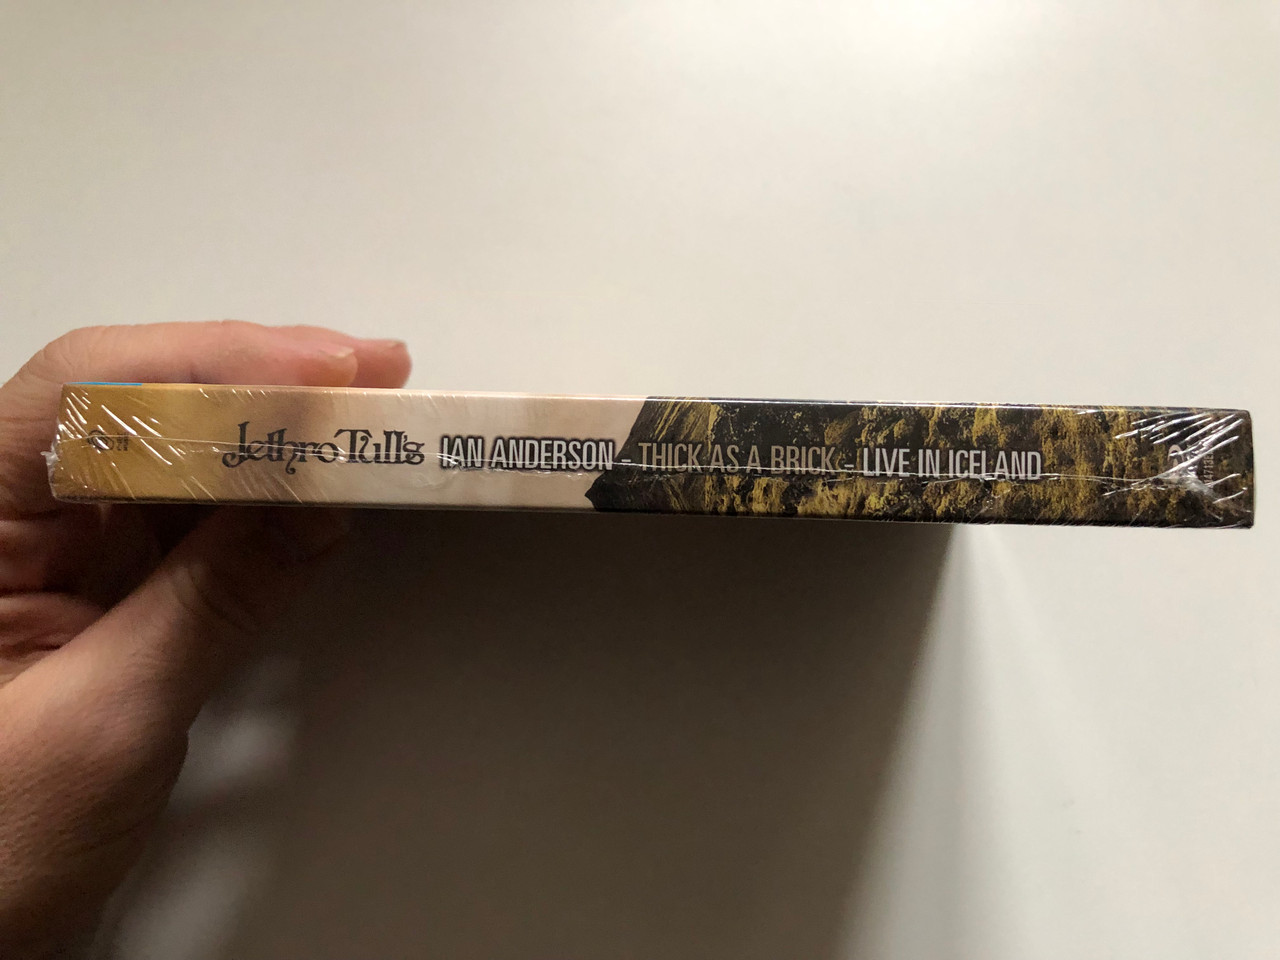 Jethro Tull's IAN ANDERSON - THICK AS A BRICK - LIVE IN ICELAND